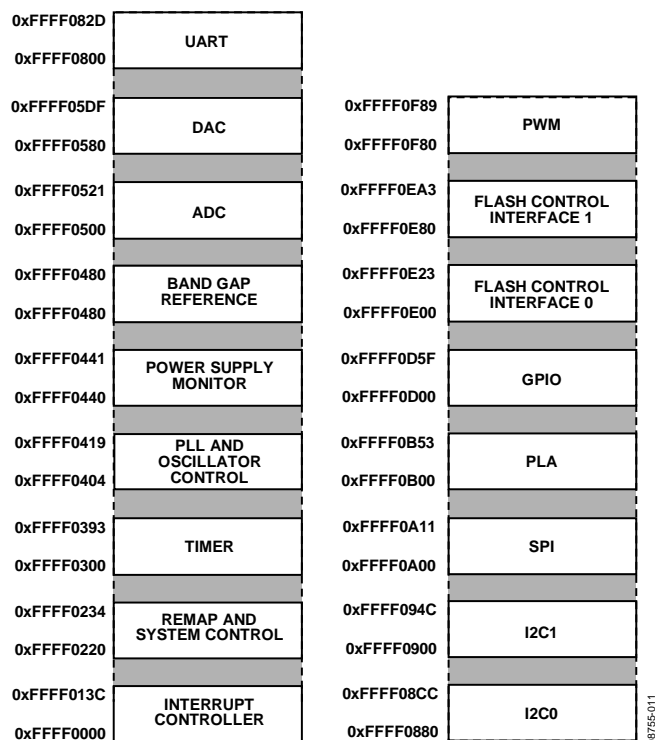 0xFFFF082D
UART
0xFFFF0800
0xFFFF05DF
DAC
0xFFFF0580
0xFFFF0521
ADC
0xFFFF0500
0xFFFF0480
BAND GAP
REFERENCE
0xFFFF0480
0xFFFF0441
POWER SUPPLY
MONITOR
0xFFFF0440
0xFFFF0419
PLL AND
OSCILLATOR
CONTROL
0xFFFF0404
0xFFFF0393
TIMER
0xFFFF0300
0xFFFF0234
REMAP AND
SYSTEM CONTROL
0xFFFF0220
0xFFFF013C
INTERRUPT
CONTROLLER
0xFFFF0000
0xFFFF0F89
PWM
0xFFFF0F80
0xFFFF0EA3
FLASH CONTROL
INTERFACE 1
0xFFFF0E80
0xFFFF0E23
FLASH CONTROL
INTERFACE 0
0xFFFF0E00
0xFFFF0D5F
GPIO
0xFFFF0D00
0xFFFF0B53
PLA
0xFFFF0B00
0xFFFF0A11
SPI
0xFFFF0A00
0xFFFF094C
I2C1
0xFFFF0900
0xFFFF08CC
I2C0
0xFFFF0880